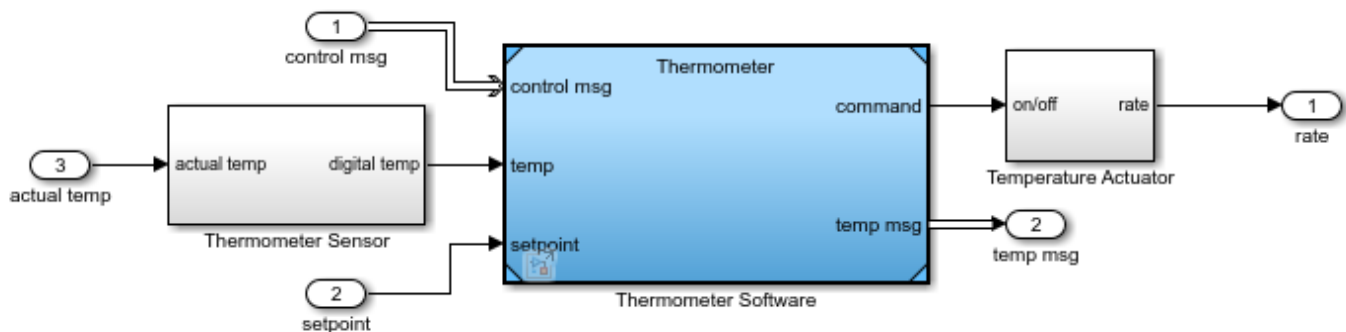 1
control msg
3
actual temp
actual temp
digital temp
Thermometer Sensor
2
setpoint
Thermometer
control msg
temp
setpoint
command
temp msg
Thermometer Software
on/off
rate
Temperature Actuator
1
rate
2
temp msg